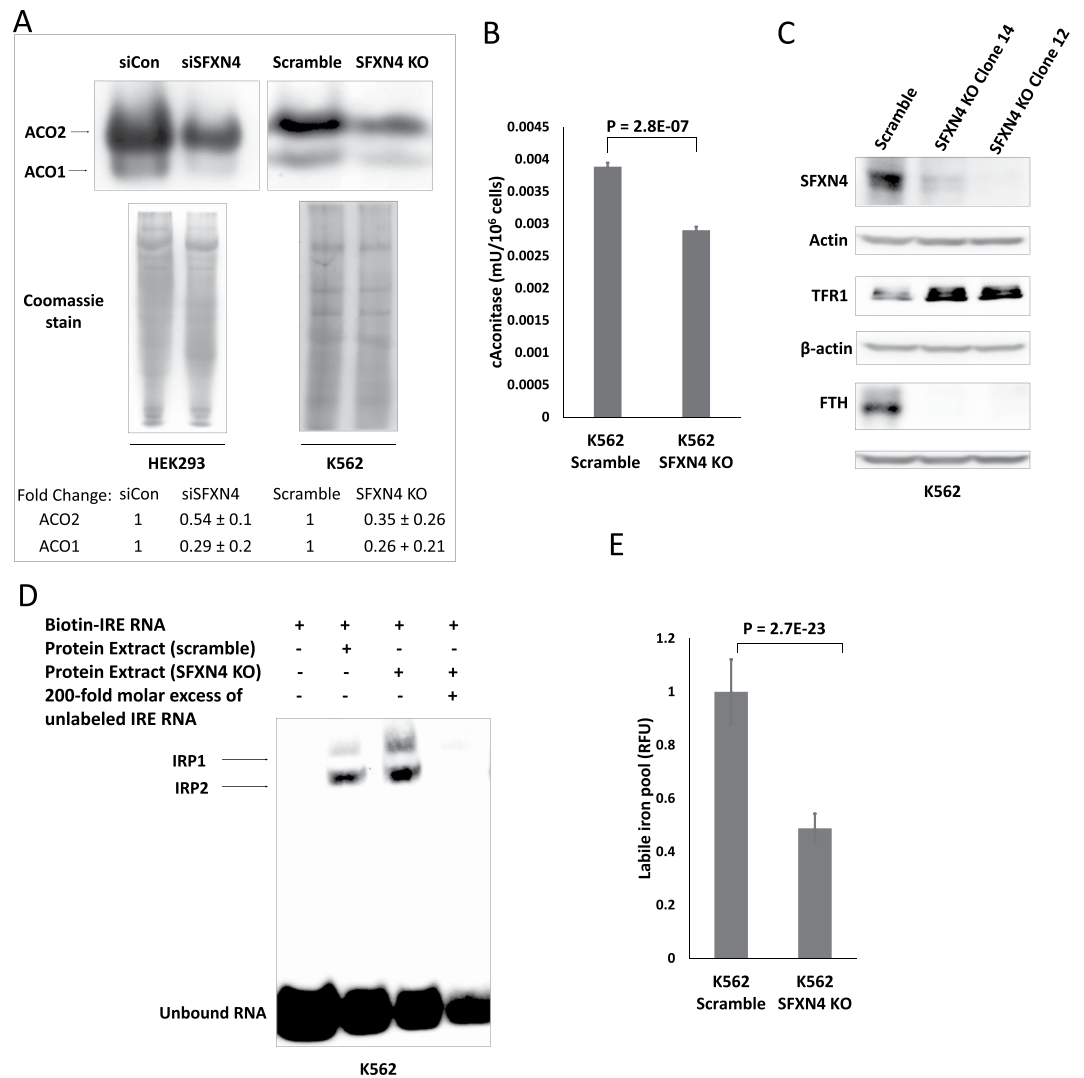 A
siCon siSFXN4 Scramble SFXN4 KO
ACO2
ACO1
Coomassie
stain
HEK293 K562
Fold Change: siCon siSFXN4 Scramble SFXN4 KO
ACO2 1 0.54 ± 0.1 1 0.35 ± 0.26
ACO1 1 0.29 ± 0.2 1 0.26 + 0.21
B
P = 2.8E-07
cAconitase (mU/10⁶ cells)
0.0045
0.004
0.0035
0.003
0.0025
0.002
0.0015
0.001
0.0005
0
K562 K562
Scramble SFXN4 KO
C
Scramble
SFXN4 KO Clone 14
SFXN4 KO Clone 12
SFXN4
Actin
TFR1
β-actin
FTH
K562
D
Biotin-IRE RNA + + + +
Protein Extract (scramble) - + - -
Protein Extract (SFXN4 KO) - - + +
200-fold molar excess of - - - +
unlabeled IRE RNA
IRP1
IRP2
Unbound RNA
K562
E
P = 2.7E-23
Labile iron pool (RFU)
1.2
1
0.8
0.6
0.4
0.2
0
K562 K562
Scramble SFXN4 KO